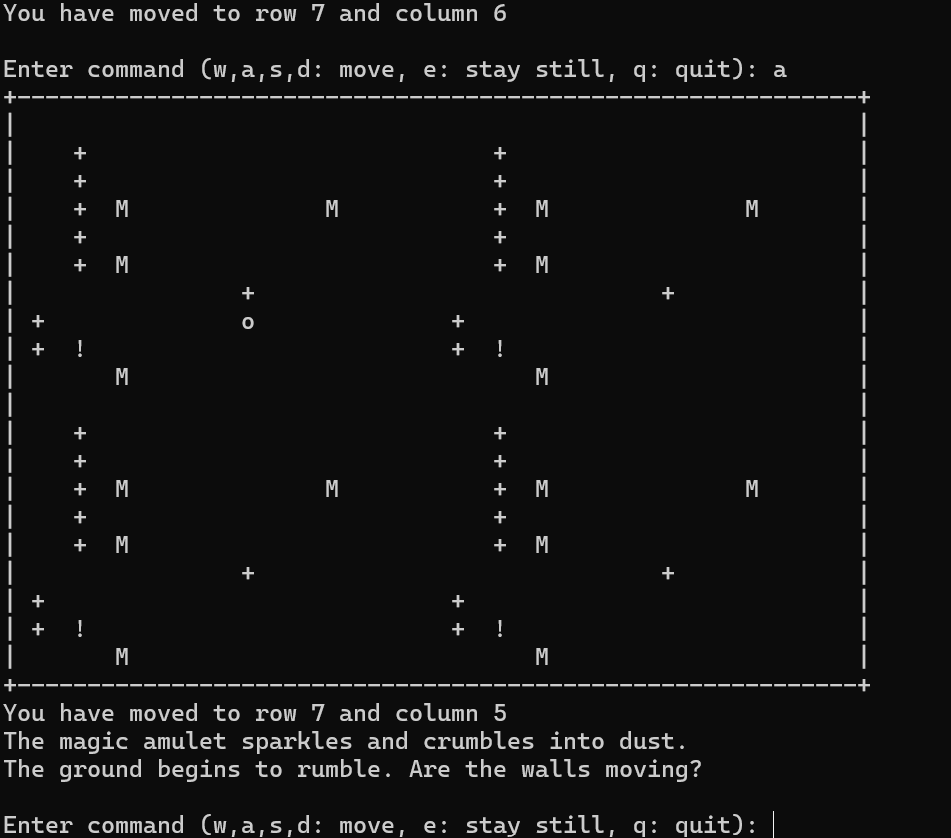 You have moved to row 7 and column 6
Enter command (w,a,s,d: move, e: stay still, q: quit): a
+------------------------------------------------------------+
|                                                            |
|    +                             +                         |
|    +                             +                         |
|    +  M              M           +  M              M       |
|    +                             +                         |
|    +  M                          +  M                      |
|                +                             +             |
| +              o              +                            |
| +  !                          +  !                         |
|       M                             M                      |
|                                                            |
|    +                             +                         |
|    +                             +                         |
|    +  M              M           +  M              M       |
|    +                             +                         |
|    +  M                          +  M                      |
|                +                             +             |
| +                             +                            |
| +  !                          +  !                         |
|       M                             M                      |
+------------------------------------------------------------+
You have moved to row 7 and column 5
The magic amulet sparkles and crumbles into dust.
The ground begins to rumble. Are the walls moving?
Enter command (w,a,s,d: move, e: stay still, q: quit):